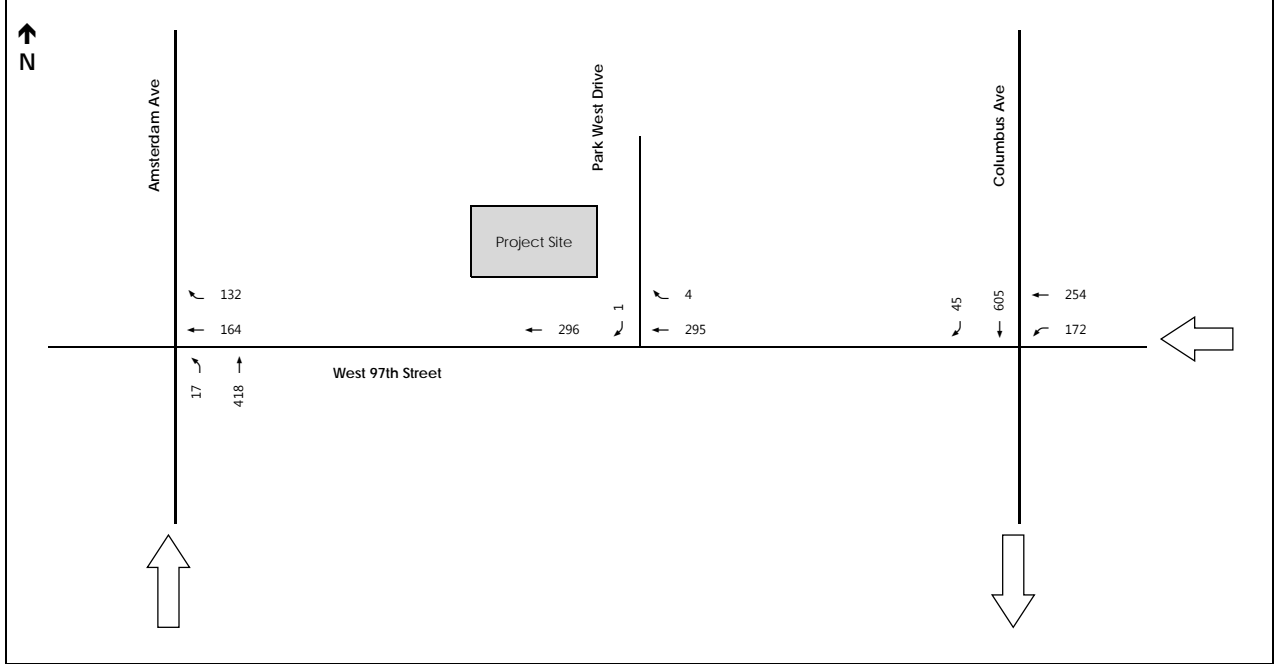 N
Amsterdam Ave
Park West Drive
Columbus Ave
Project Site
132
1
4
45
605
254
164
296
295
172
17
418
West 97th Street